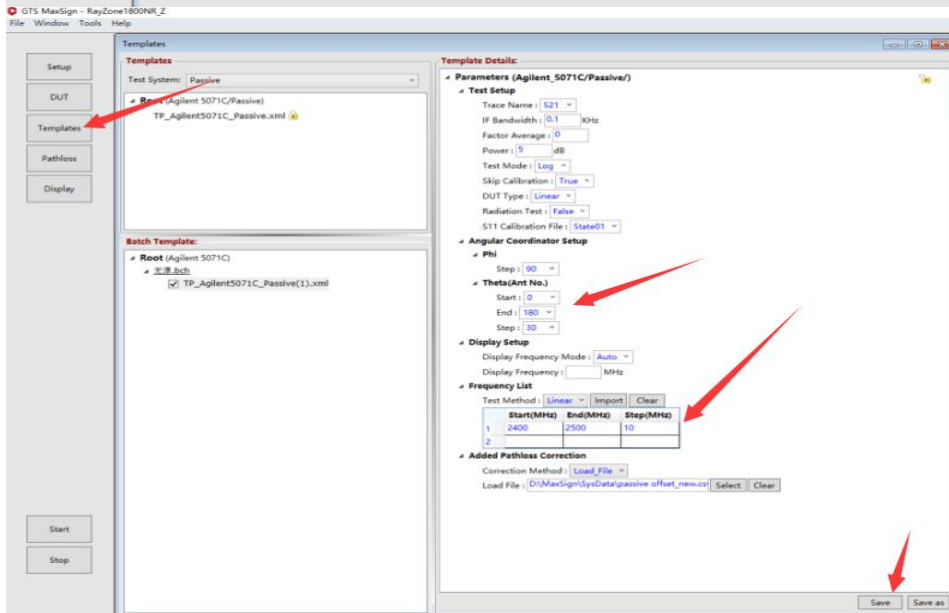 GTS MaxSign - RayZone1800NR_Z
File Window Tools Help
Setup
DUT
Templates
Pathloss
Display
Start
Stop
Templates
Templates
Test System: Passive
Root (Agilent 5071C/Passive)
TP_Agilent5071C_Passive.xml
Batch Template:
Root (Agilent 5071C)
无源.bch
TP_Agilent5071C_Passive(1).xml
Template Details:
Parameters (Agilent_5071C/Passive/)
Test Setup
Trace Name : S21
IF Bandwidth : 0.1 KHz
Factor Average : 0
Power : 5 dB
Test Mode : Log
Skip Calibration : True
DUT Type : Linear
Radiation Test : False
S11 Calibration File : State01
Angular Coordinator Setup
Phi
Step : 90
Theta(Ant No.)
Start : 0
End : 180
Step : 30
Display Setup
Display Frequency Mode : Auto
Display Frequency : MHz
Frequency List
Test Method : Linear Import Clear
Start(MHz) End(MHz) Step(MHz)
1 2400 2500 10
2
Added Pathloss Correction
Correction Method : Load_File
Load File : D:\MaxSign\SysData\passive offset_new.cs Select Clear
Save Save as